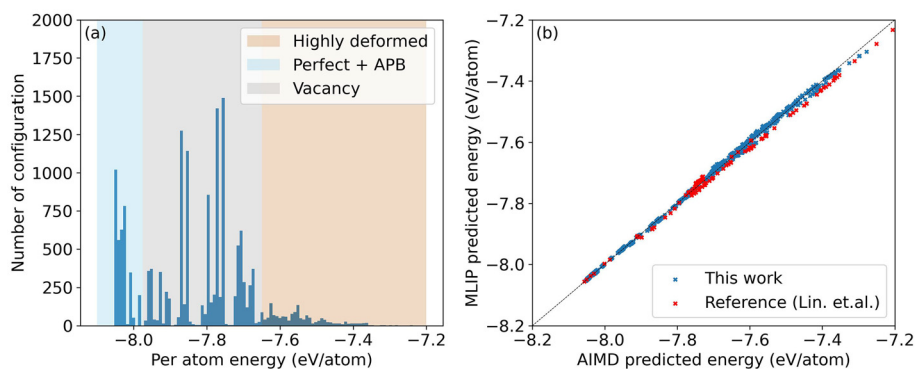 (a)
Highly deformed
Perfect + APB
Vacancy
2000
1750
1500
1250
1000
750
500
250
0
Number of configuration
−8.0
−7.8
−7.6
−7.4
−7.2
Per atom energy (eV/atom)
(b)
−7.2
−7.4
−7.6
−7.8
−8.0
−8.2
MLIP predicted energy (eV/atom)
This work
Reference (Lin. et.al.)
−8.2
−8.0
−7.8
−7.6
−7.4
−7.2
AIMD predicted energy (eV/atom)